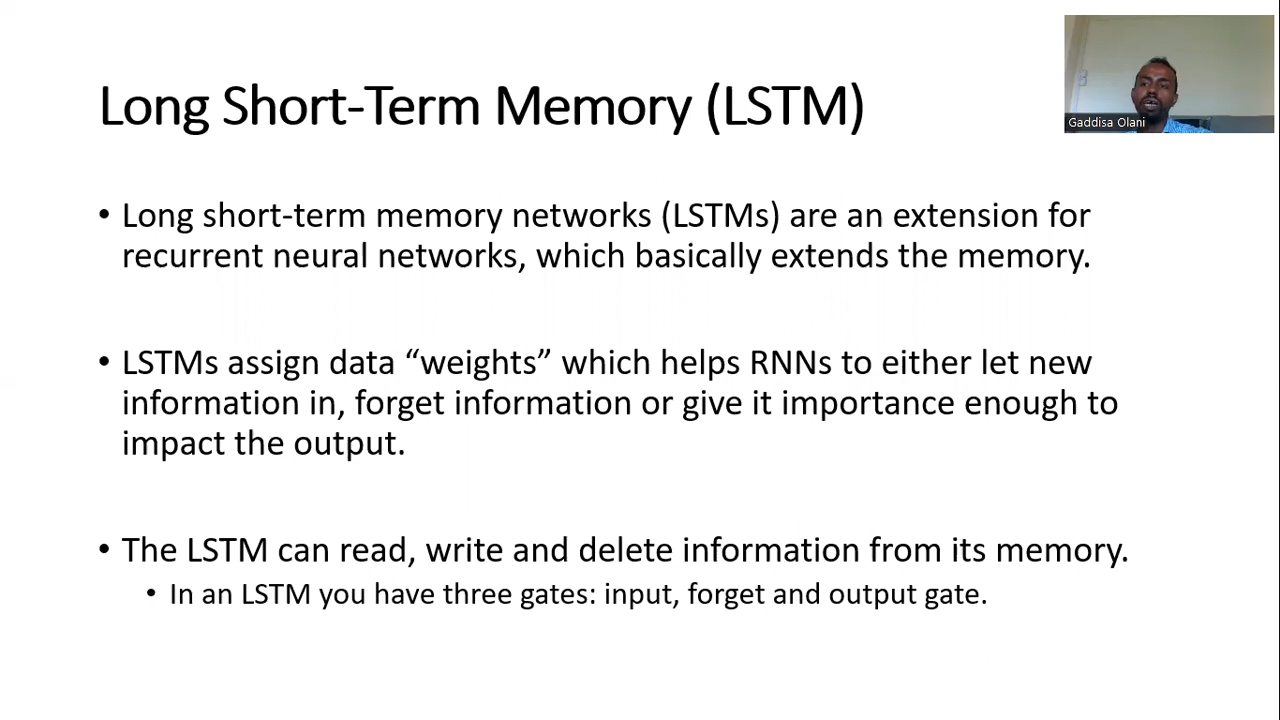 Long Short-Term Memory (LSTM)
Gaddisa Olani
• Long short-term memory networks (LSTMs) are an extension for
recurrent neural networks, which basically extends the memory.
• LSTMs assign data “weights” which helps RNNs to either let new
information in, forget information or give it importance enough to
impact the output.
• The LSTM can read, write and delete information from its memory.
• In an LSTM you have three gates: input, forget and output gate.